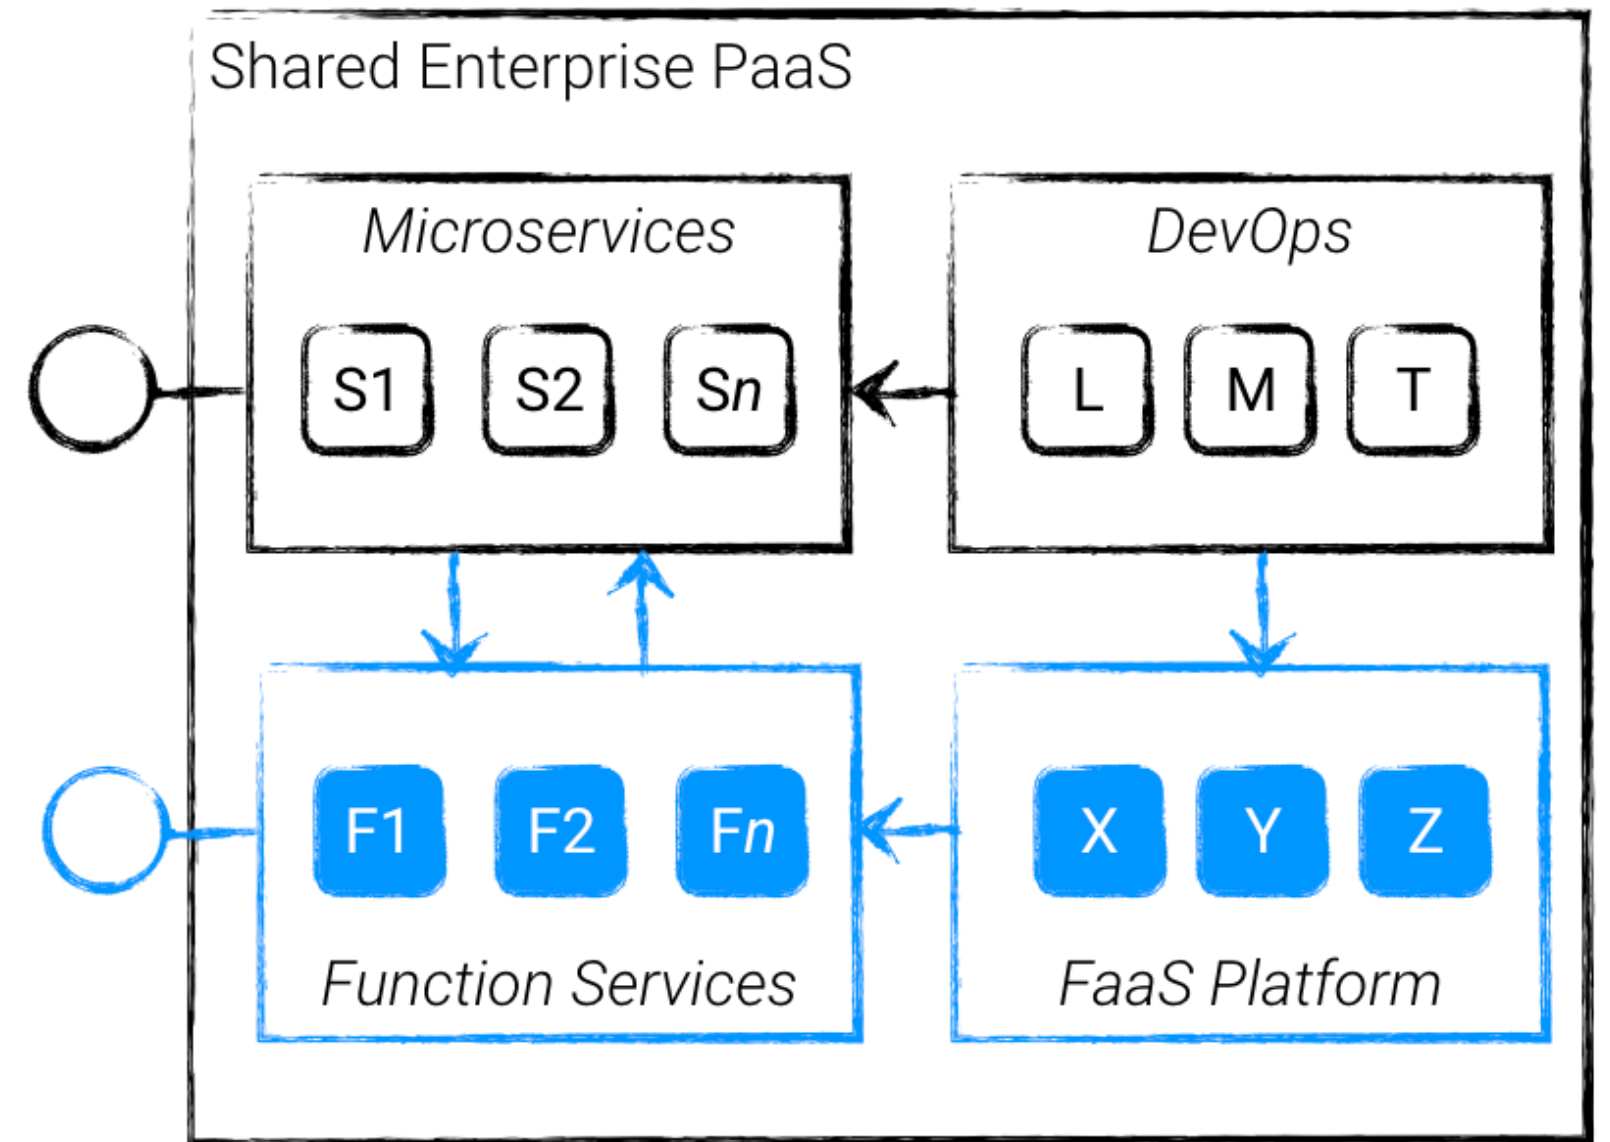 Shared Enterprise PaaS
Microservices
S1 S2 Sn
DevOps
L M T
F1 F2 Fn
Function Services
X Y Z
FaaS Platform